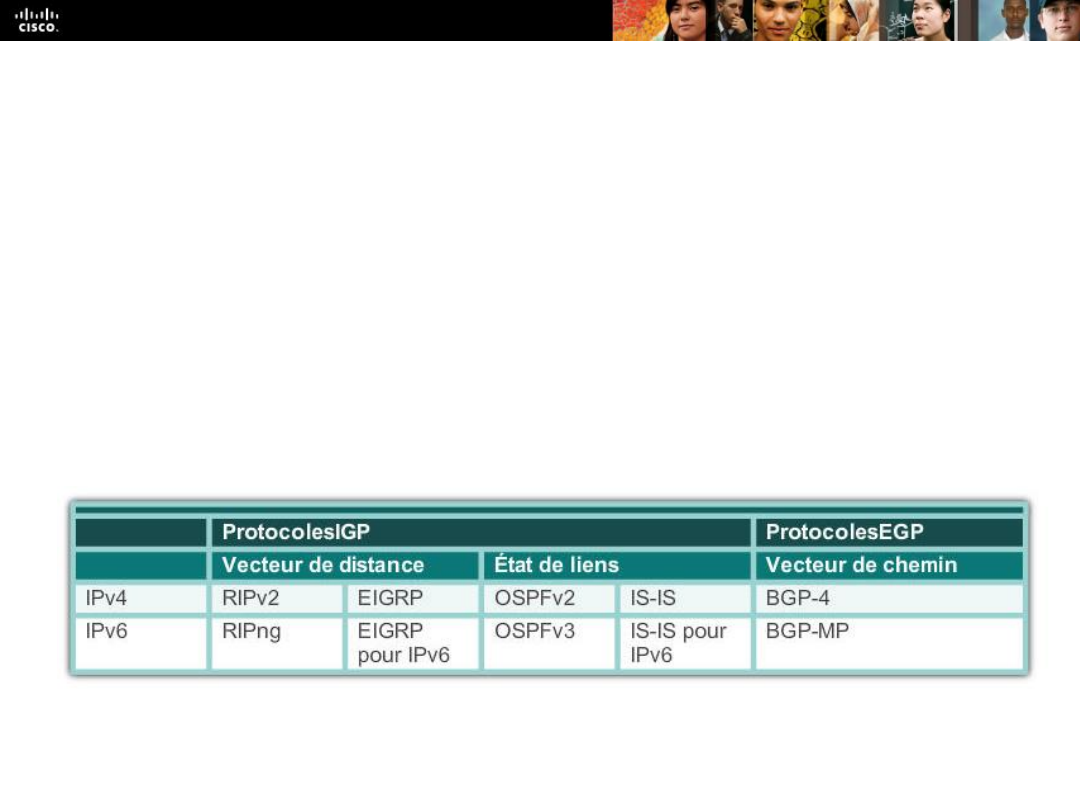 CISCO.
ProtocolesIGP ProtocolesEGP
Vecteur de distance État de liens Vecteur de chemin
IPv4 RIPv2 EIGRP OSPFv2 IS-IS BGP-4
IPv6 RIPng EIGRP OSPFv3 IS-IS pour BGP-MP
pour IPv6 IPv6